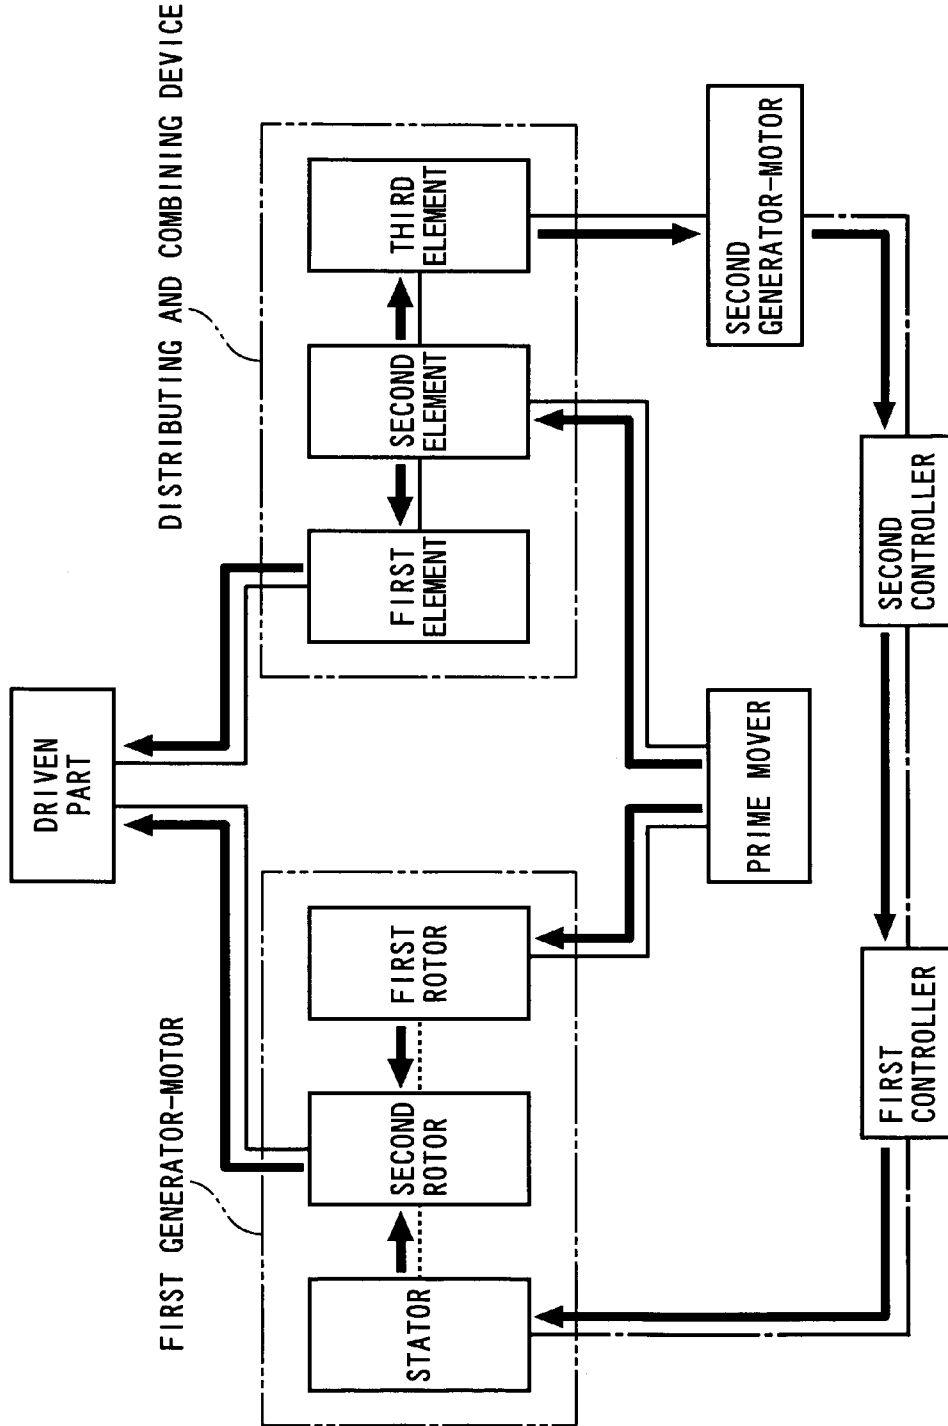 FIRST GENERATOR-MOTOR
DISTRIBUTING AND COMBINING DEVICE
DRIVEN
PART
STATOR
SECOND
ROTOR
FIRST
ROTOR
FIRST
ELEMENT
SECOND
ELEMENT
THIRD
ELEMENT
PRIME MOVER
SECOND
GENERATOR-MOTOR
FIRST
CONTROLLER
SECOND
CONTROLLER